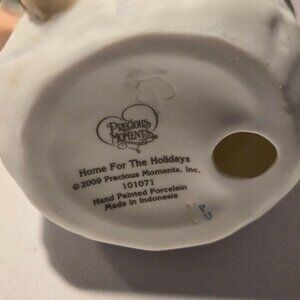 PRECIOUS
MOMENTS
Home For The Holidays
©2009 Precious Moments, Inc.
101071
Hand Painted Porcelain
Made in Indonesia